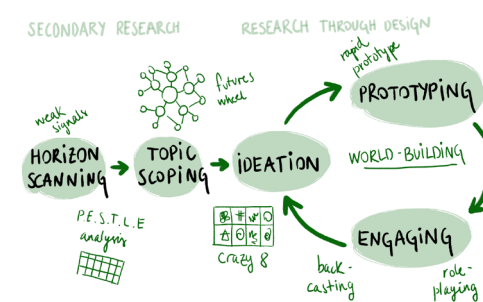 SECONDARY RESEARCH
RESEARCH THROUGH DESIGN
weak
signals
HORIZON
SCANNING
P.E.S.T.L.E
analysis
futures
wheel
TOPIC
SCOPING
IDEATION
crazy 8
rapid
prototype
PROTOTYPING
WORLD-BUILDING
ENGAGING
back-
casting
role-
playing